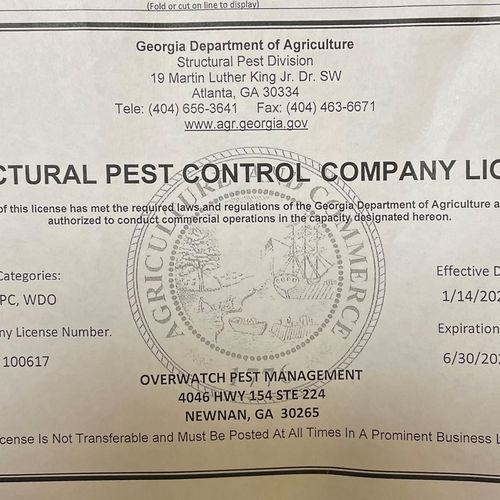 (Fold or cut on line to display)
Georgia Department of Agriculture
Structural Pest Division
19 Martin Luther King Jr. Dr. SW
Atlanta, GA 30334
Tele: (404) 656-3641 Fax: (404) 463-6671
www.agr.georgia.gov
CTURAL PEST CONTROL COMPANY LIC
of this license has met the required laws and regulations of the Georgia Department of Agriculture a
authorized to conduct commercial operations in the capacity designated hereon.
AGRICULTURE AND COMMERCE
1776
Categories:
PC, WDO
ny License Number.
100617
Effective D
1/14/202
Expiration
6/30/202
OVERWATCH PEST MANAGEMENT
4046 HWY 154 STE 224
NEWNAN, GA 30265
icense Is Not Transferable and Must Be Posted At All Times In A Prominent Business L